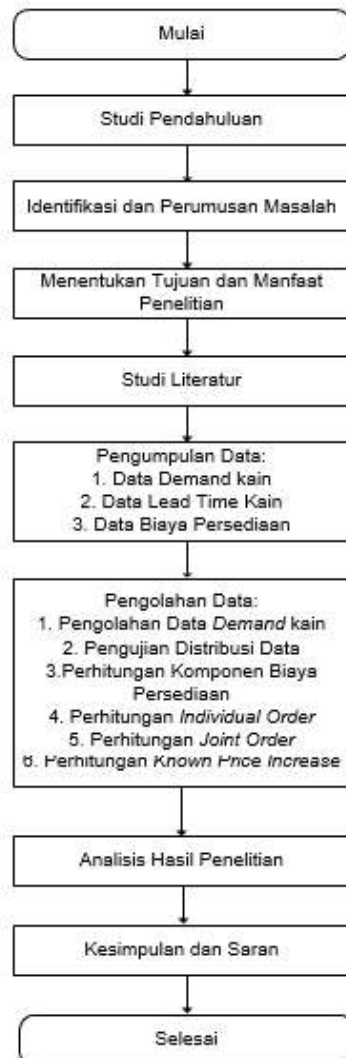 Mulai
Studi Pendahuluan
Identifikasi dan Perumusan Masalah
Menentukan Tujuan dan Manfaat
Penelitian
Studi Literatur
Pengumpulan Data:
1. Data Demand kain
2. Data Lead Time Kain
3. Data Biaya Persediaan
Pengolahan Data:
1. Pengolahan Data Demand kain
2. Pengujian Distribusi Data
3.Perhitungan Komponen Biaya
Persediaan
4. Perhitungan Individual Order
5. Perhitungan Joint Order
6. Perhitungan Known Price Increase
Analisis Hasil Penelitian
Kesimpulan dan Saran
Selesai